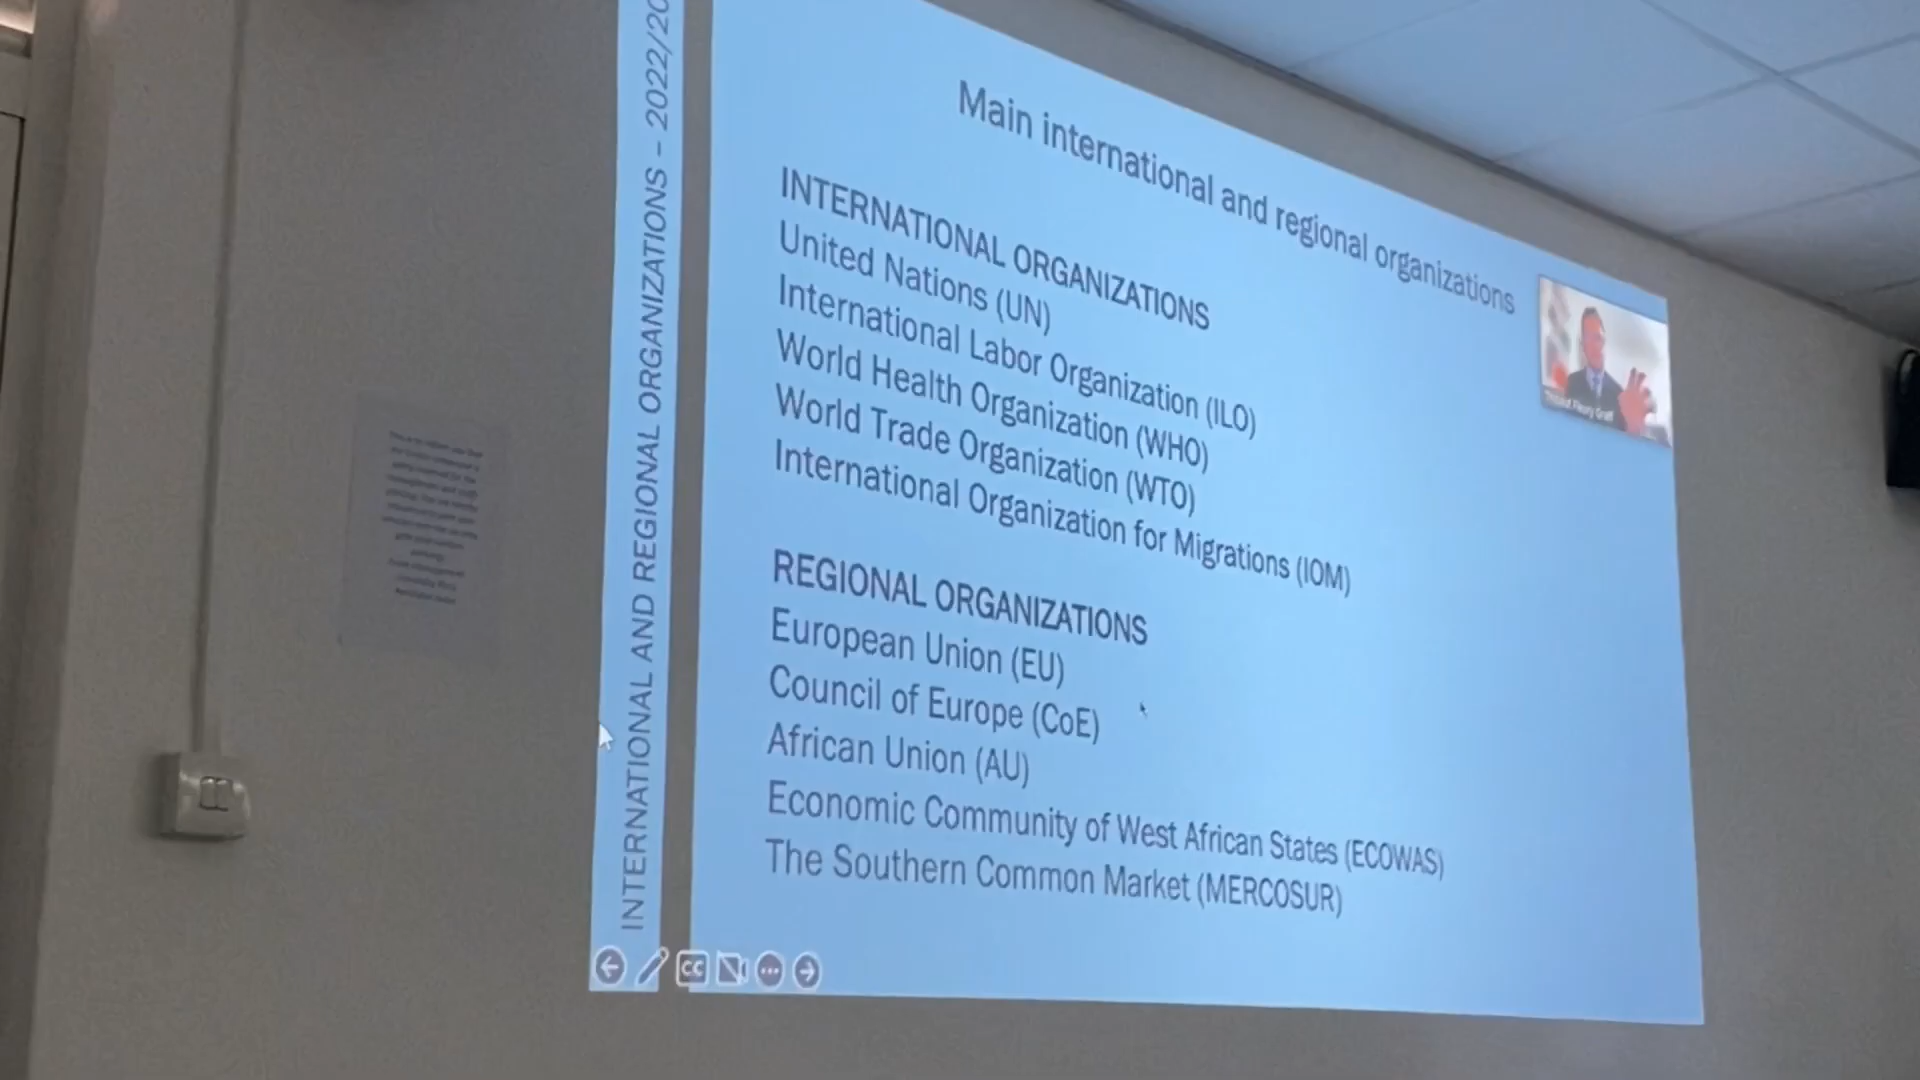 INTERNATIONAL AND REGIONAL ORGANIZATIONS – 2022/20
Main international and regional organizations
INTERNATIONAL ORGANIZATIONS
United Nations (UN)
International Labor Organization (ILO)
World Health Organization (WHO)
World Trade Organization (WTO)
International Organization for Migrations (IOM)
REGIONAL ORGANIZATIONS
European Union (EU)
Council of Europe (CoE)
African Union (AU)
Economic Community of West African States (ECOWAS)
The Southern Common Market (MERCOSUR)
Fleury Graff
CC